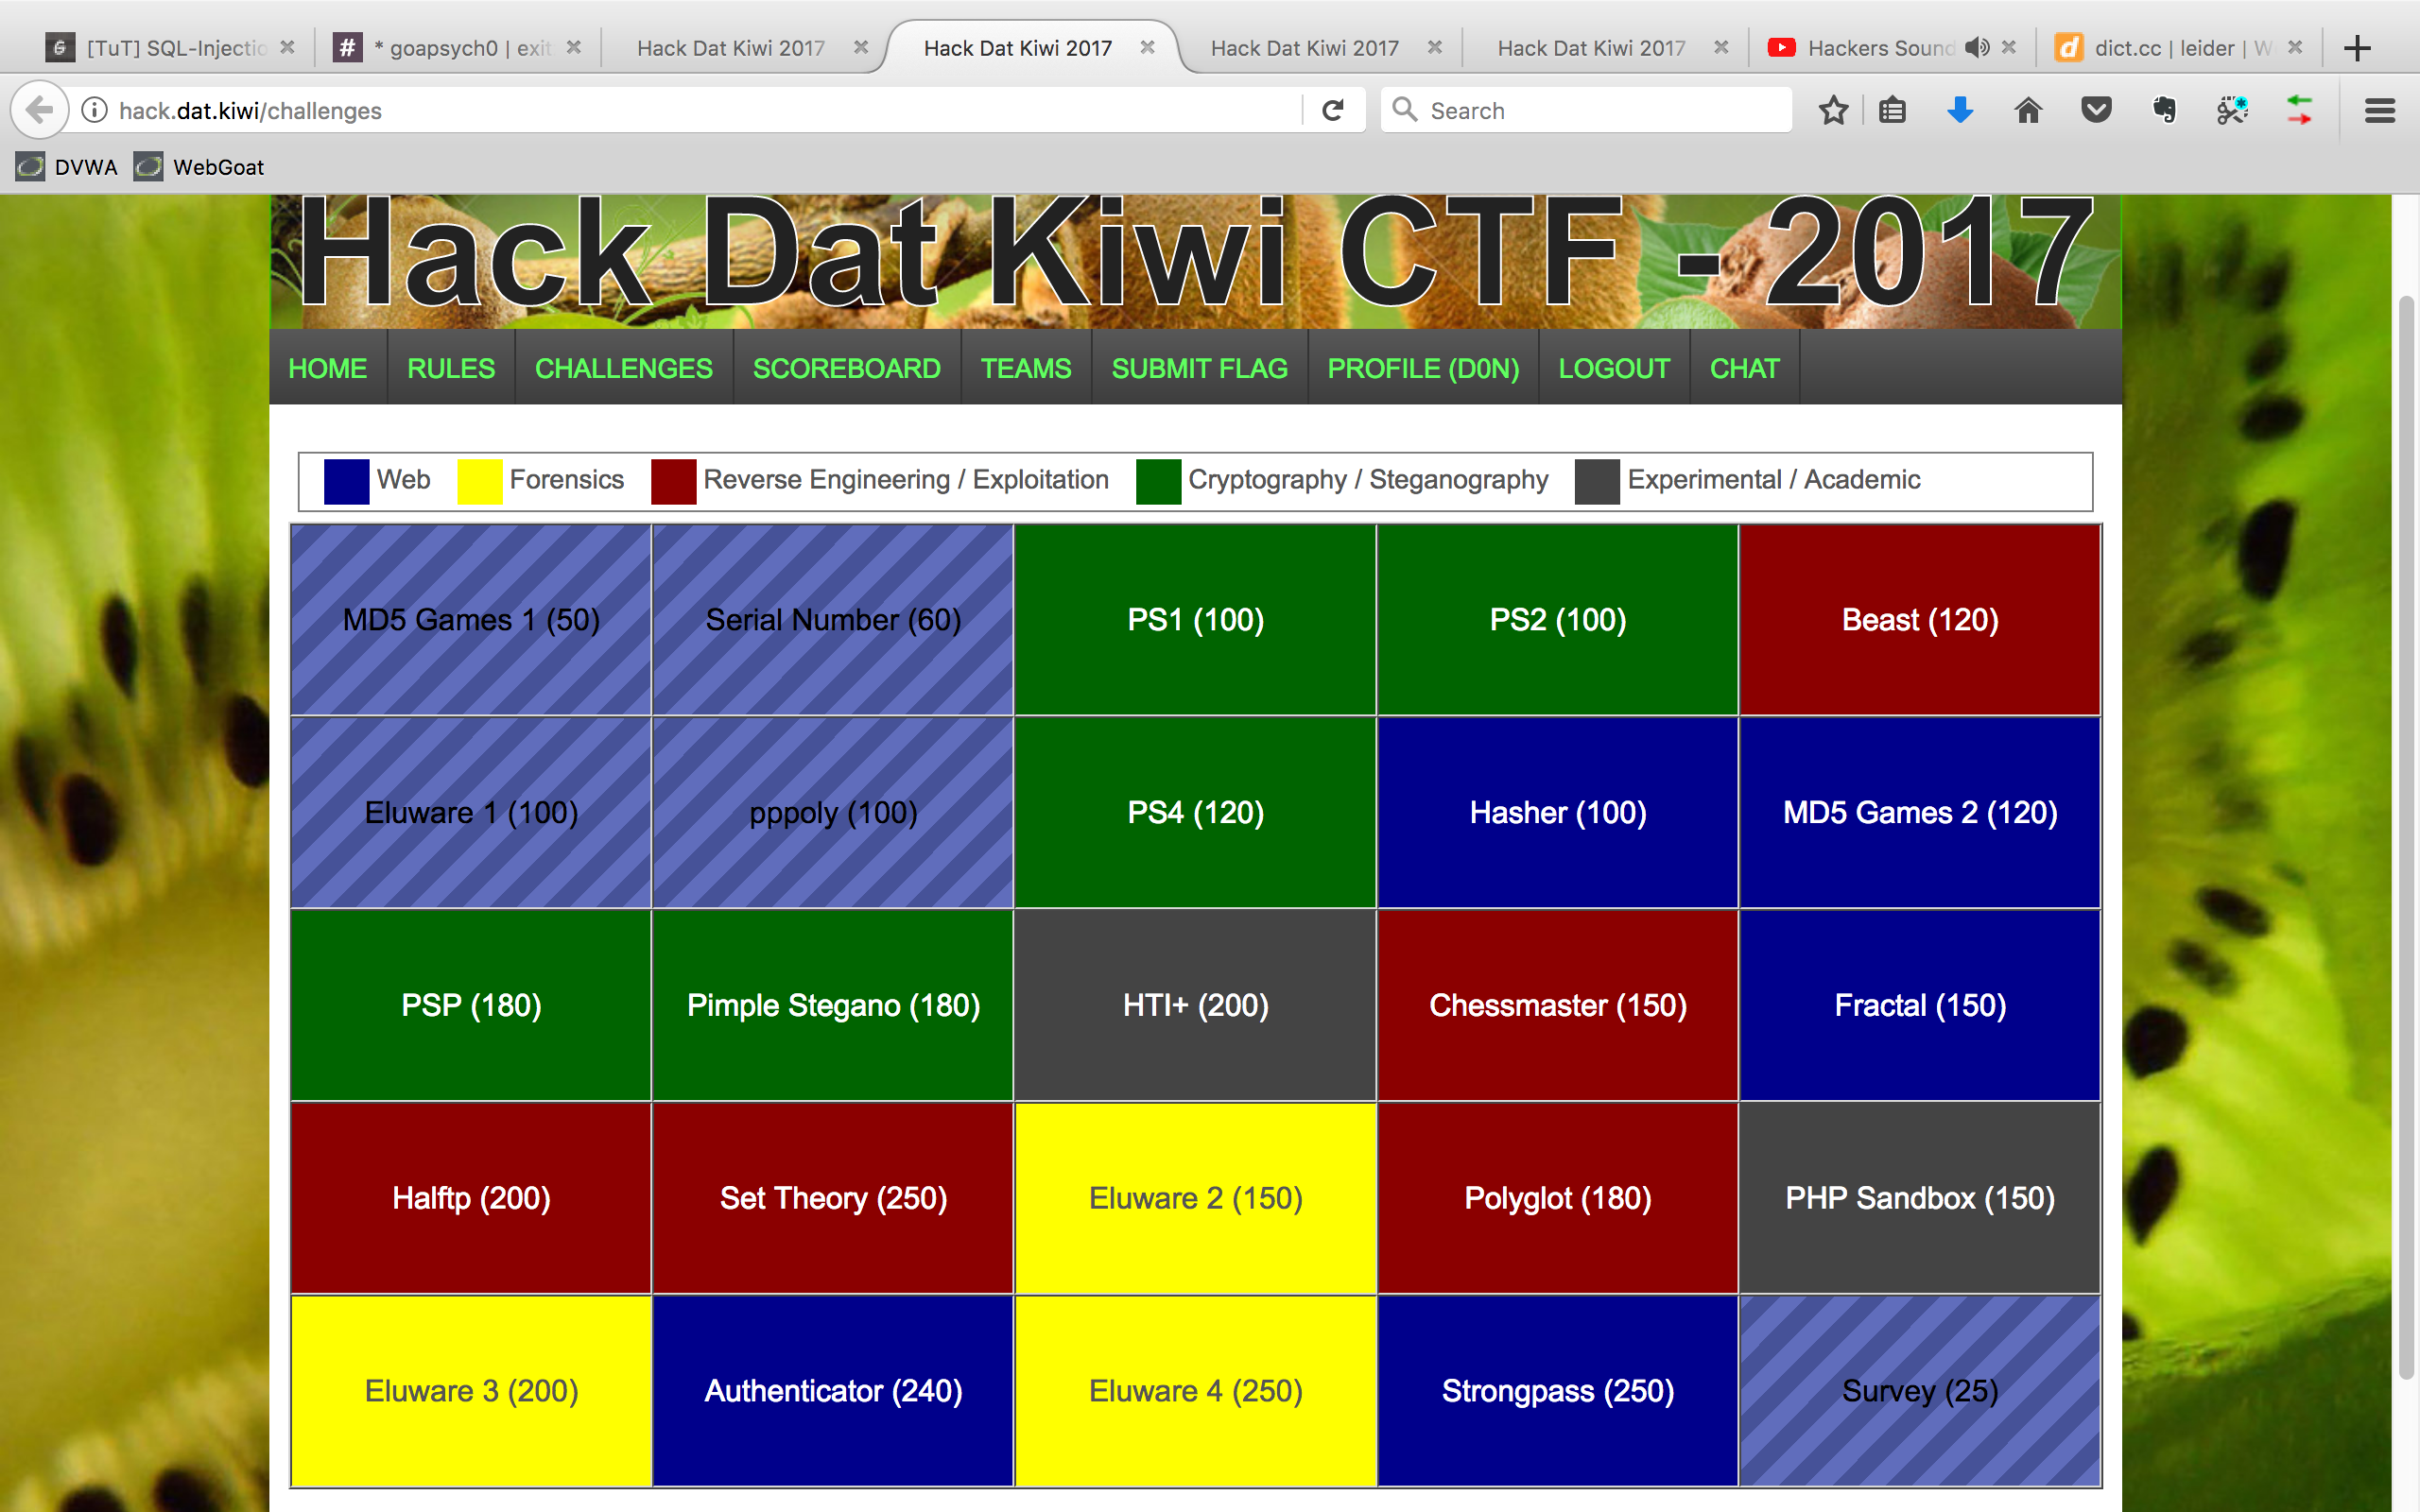 [TuT] SQL-Injectio
* goapsych0 | exit
Hack Dat Kiwi 2017
Hack Dat Kiwi 2017
Hack Dat Kiwi 2017
Hack Dat Kiwi 2017
Hackers Sound
dict.cc | leider | W
hack.dat.kiwi/challenges
Search
DVWA
WebGoat
Hack Dat Kiwi CTF - 2017
HOME RULES CHALLENGES SCOREBOARD TEAMS SUBMIT FLAG PROFILE (D0N) LOGOUT CHAT
Web Forensics Reverse Engineering / Exploitation Cryptography / Steganography Experimental / Academic
MD5 Games 1 (50) Serial Number (60) PS1 (100) PS2 (100) Beast (120)
Eluware 1 (100) pppoly (100) PS4 (120) Hasher (100) MD5 Games 2 (120)
PSP (180) Pimple Stegano (180) HTI+ (200) Chessmaster (150) Fractal (150)
Halftp (200) Set Theory (250) Eluware 2 (150) Polyglot (180) PHP Sandbox (150)
Eluware 3 (200) Authenticator (240) Eluware 4 (250) Strongpass (250) Survey (25)